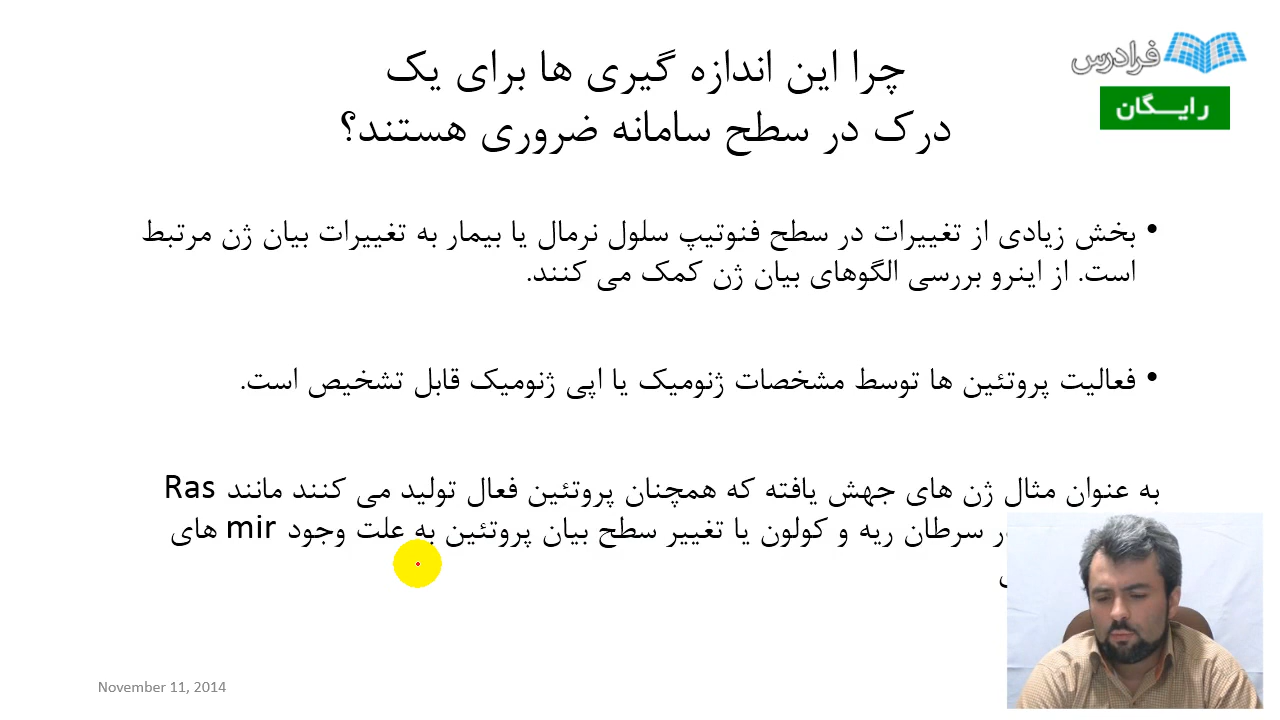 فرادرس
رایگان
چرا این اندازه گیری ها برای یک
درک در سطح سامانه ضروری هستند؟
• بخش زیادی از تغییرات در سطح فنوتیپ سلول نرمال یا بیمار به تغییرات بیان ژن مرتبط
است. از اینرو بررسی الگوهای بیان ژن کمک می کنند.
• فعالیت پروتئین ها توسط مشخصات ژنومیک یا اپی ژنومیک قابل تشخیص است.
به عنوان مثال ژن های جهش یافته که همچنان پروتئین فعال تولید می کنند مانند Ras
سرطان ریه و کولون یا تغییر سطح بیان پروتئین به علت وجود mir های
November 11, 2014